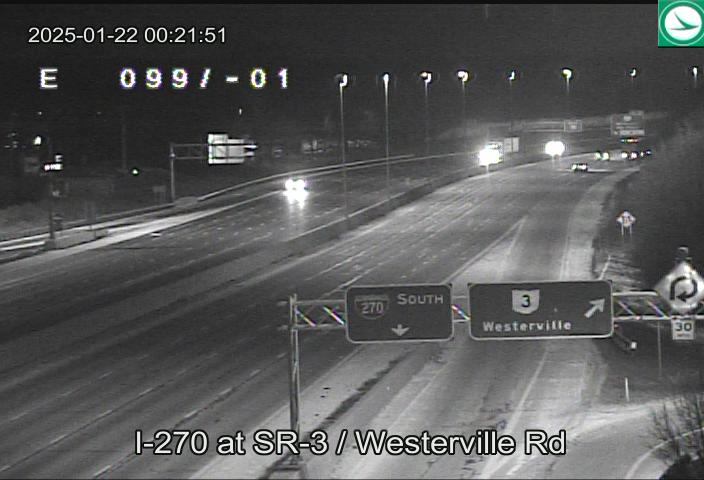 2025-01-22 00:21:51
E 099/-01
270 SOUTH
3
Westerville
30
I-270 at SR-3 / Westerville Rd